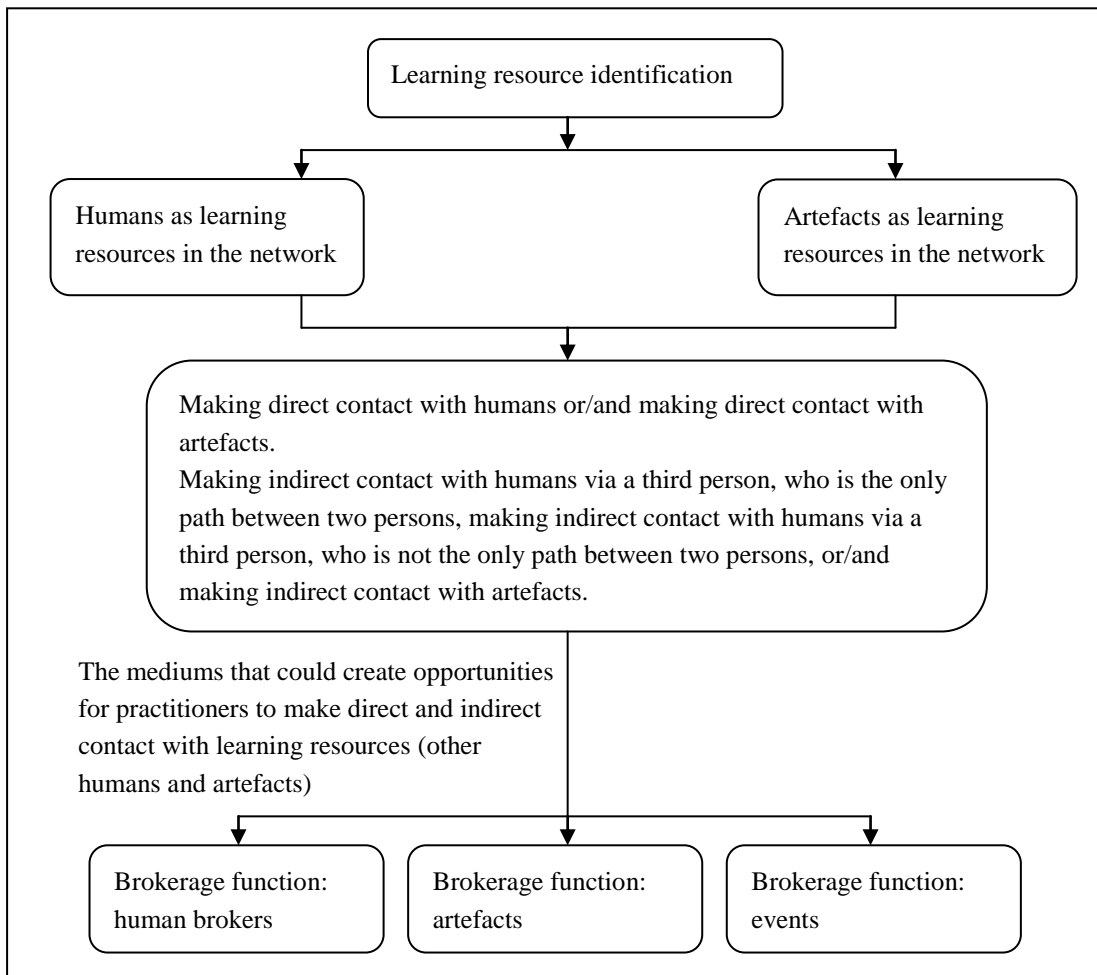 Learning resource identification
Humans as learning
resources in the network
Artefacts as learning
resources in the network
Making direct contact with humans or/and making direct contact with
artefacts.
Making indirect contact with humans via a third person, who is the only
path between two persons, making indirect contact with humans via a
third person, who is not the only path between two persons, or/and
making indirect contact with artefacts.
The mediums that could create opportunities
for practitioners to make direct and indirect
contact with learning resources (other
humans and artefacts)
Brokerage function:
human brokers
Brokerage function:
artefacts
Brokerage function:
events